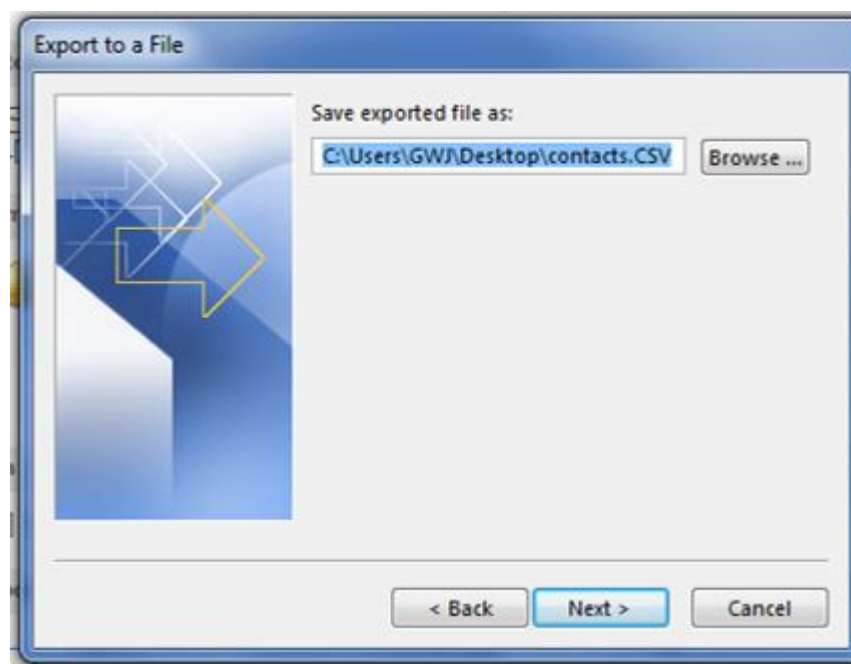 Export to a File
Save exported file as:
C:\Users\GWJ\Desktop\contacts.CSV
Browse ...
< Back
Next >
Cancel